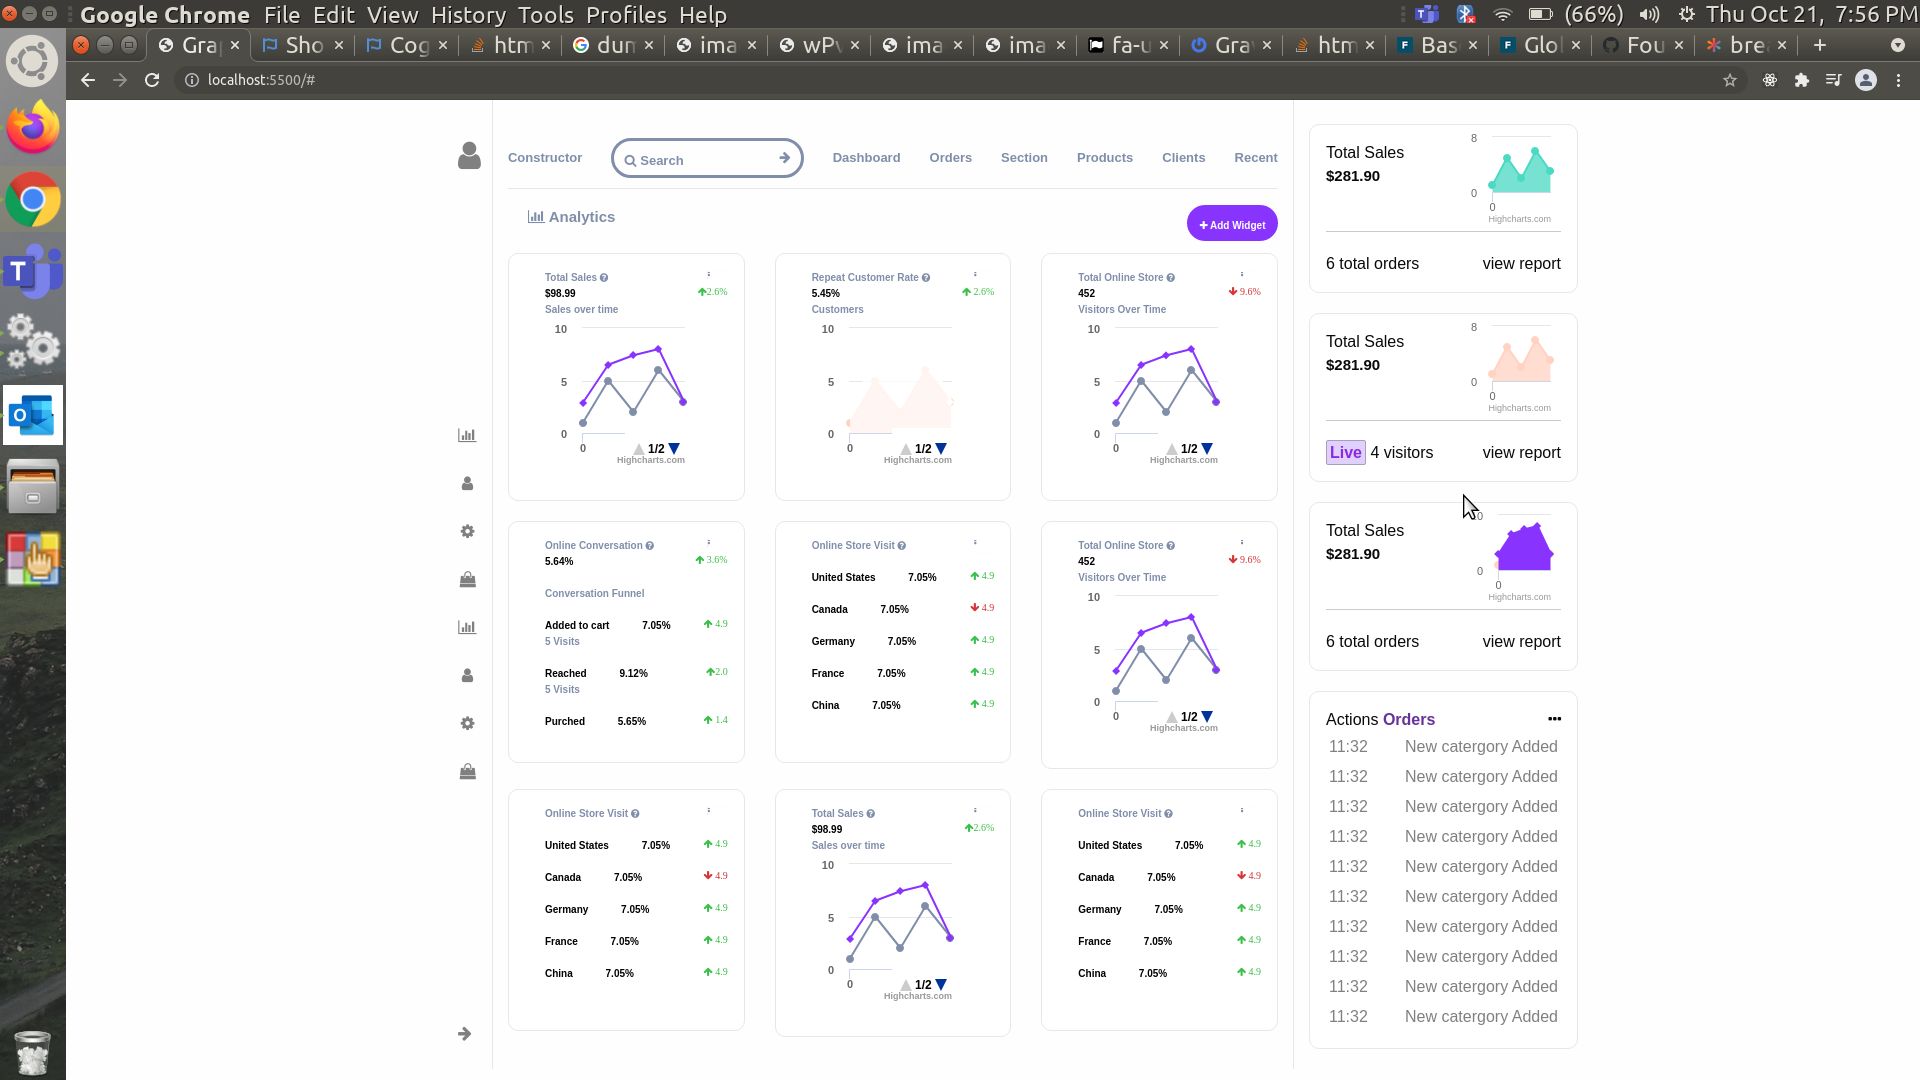 Google Chrome File Edit View History Tools Profiles Help
(66%) Thu Oct 21, 7:56 PM
Gra Sho Cog htm dum ima wPv ima ima fa-u Gra htm Bas Glo Fou bre
localhost:5500/#
Constructor Search Dashboard Orders Section Products Clients Recent
Analytics
+ Add Widget
Total Sales
$98.99 2.6%
Sales over time
10
5
0
0
1/2
Highcharts.com
Repeat Customer Rate
5.45% 2.6%
Customers
10
5
0
0
1/2
Highcharts.com
Total Online Store
452 9.6%
Visitors Over Time
10
5
0
0
1/2
Highcharts.com
Online Conversation
5.64% 3.6%
Conversation Funnel
Added to cart 7.05% 4.9
5 Visits
Reached 9.12% 2.0
5 Visits
Purched 5.65% 1.4
Online Store Visit
United States 7.05% 4.9
Canada 7.05% 4.9
Germany 7.05% 4.9
France 7.05% 4.9
China 7.05% 4.9
Total Online Store
452 9.6%
Visitors Over Time
10
5
0
0
1/2
Highcharts.com
Online Store Visit
United States 7.05% 4.9
Canada 7.05% 4.9
Germany 7.05% 4.9
France 7.05% 4.9
China 7.05% 4.9
Total Sales
$98.99 2.6%
Sales over time
10
5
0
0
1/2
Highcharts.com
Online Store Visit
United States 7.05% 4.9
Canada 7.05% 4.9
Germany 7.05% 4.9
France 7.05% 4.9
China 7.05% 4.9
Total Sales
$281.90
8
0
0
Highcharts.com
6 total orders view report
Total Sales
$281.90
8
0
0
Highcharts.com
Live 4 visitors view report
Total Sales
$281.90
0
0
Highcharts.com
6 total orders view report
Actions Orders
11:32 New catergory Added
11:32 New catergory Added
11:32 New catergory Added
11:32 New catergory Added
11:32 New catergory Added
11:32 New catergory Added
11:32 New catergory Added
11:32 New catergory Added
11:32 New catergory Added
11:32 New catergory Added